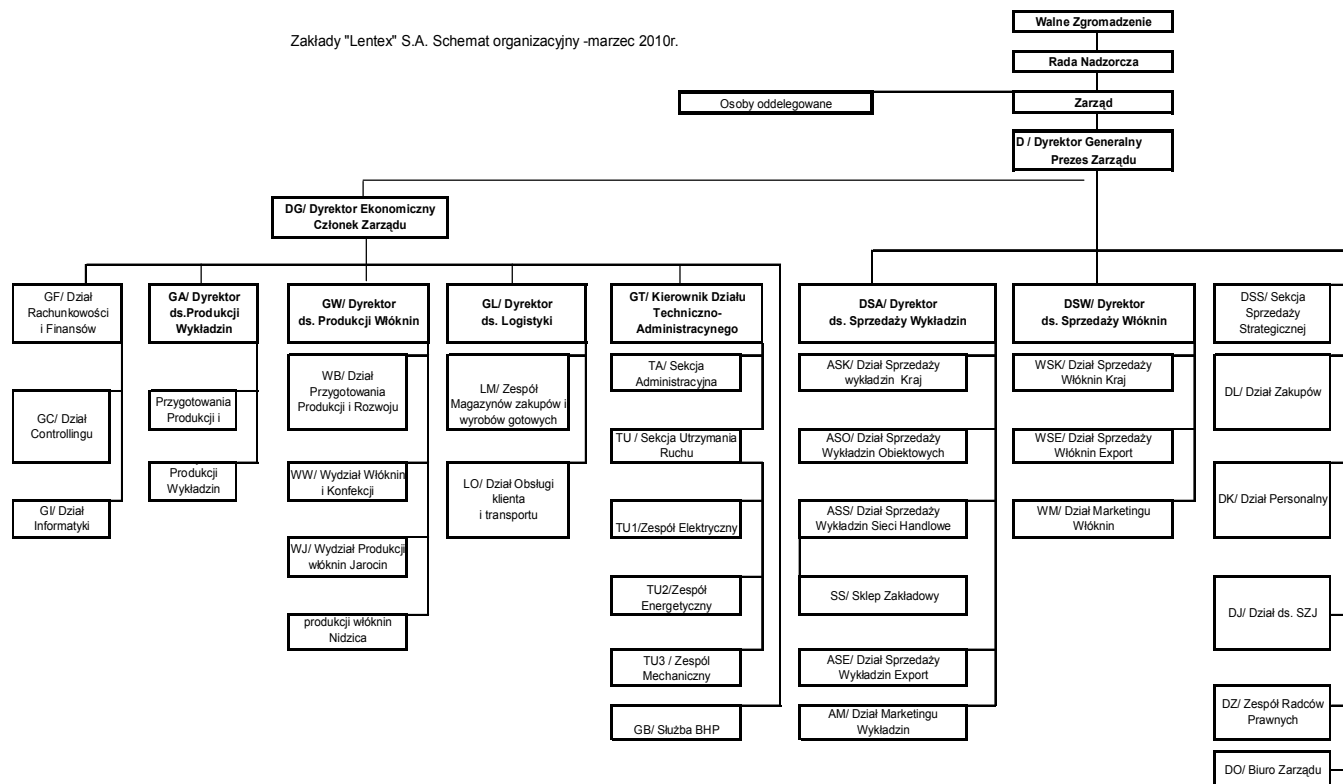 Zakłady "Lentex" S.A. Schemat organizacyjny -marzec 2010r.
Walne Zgromadzenie
Rada Nadzorcza
Osoby oddelegowane
Zarząd
D / Dyrektor Generalny
Prezes Zarządu
DG/ Dyrektor Ekonomiczny
Członek Zarządu
GF/ Dział
Rachunkowości
i Finansów
GC/ Dział
Controllingu
GI/ Dział
Informatyki
GA/ Dyrektor
ds.Produkcji
Wykładzin
Przygotowania
Produkcji i
Produkcji
Wykładzin
GW/ Dyrektor
ds. Produkcji Włóknin
WB/ Dział
Przygotowania
Produkcji i Rozwoju
WW/ Wydział Włóknin
i Konfekcji
WJ/ Wydział Produkcji
włóknin Jarocin
produkcji włóknin
Nidzica
GL/ Dyrektor
ds. Logistyki
LM/ Zespół
Magazynów zakupów i
wyrobów gotowych
LO/ Dział Obsługi
klienta
i transportu
GT/ Kierownik Działu
Techniczno-
Administracynego
TA/ Sekcja
Administracyjna
TU / Sekcja Utrzymania
Ruchu
TU1/Zespół Elektryczny
TU2/Zespół
Energetyczny
TU3 / Zespól
Mechaniczny
GB/ Służba BHP
DSA/ Dyrektor
ds. Sprzedaży Wykładzin
ASK/ Dział Sprzedaży
wykładzin Kraj
ASO/ Dział Sprzedaży
Wykładzin Obiektowych
ASS/ Dział Sprzedaży
Wykładzin Sieci Handlowe
SS/ Sklep Zakładowy
ASE/ Dział Sprzedaży
Wykładzin Export
AM/ Dział Marketingu
Wykładzin
DSW/ Dyrektor
ds. Sprzedaży Włóknin
WSK/ Dział Sprzedaży
Włóknin Kraj
WSE/ Dział Sprzedaży
Włóknin Export
WM/ Dział Marketingu
Włóknin
DSS/ Sekcja
Sprzedaży
Strategicznej
DL/ Dział Zakupów
DK/ Dział Personalny
DJ/ Dział ds. SZJ
DZ/ Zespół Radców
Prawnych
DO/ Biuro Zarządu